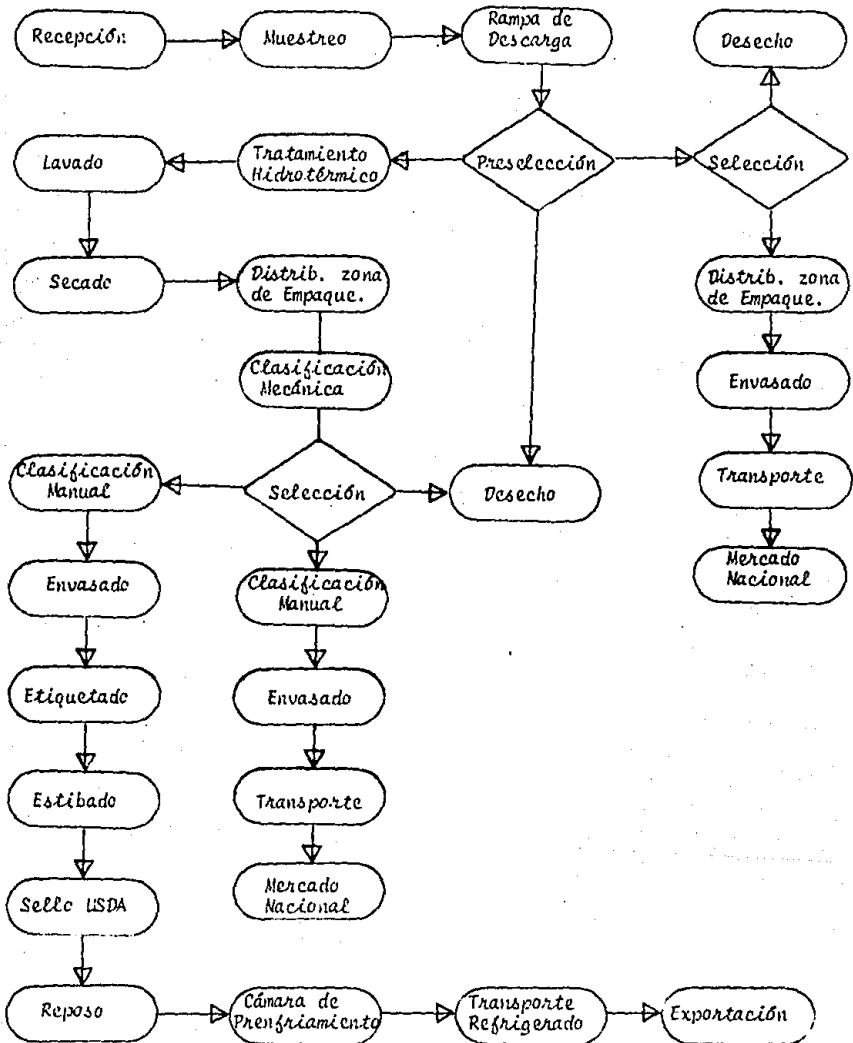 Recepción
Muestreo
Rampa de
Descarga
Desecho
Lavado
Tratamiento
Hidrotérmico
Preselección
Selección
Secado
Distrib. zona
de Empaque.
Distrib. zona
de Empaque.
Clasificación
Mecánica
Envasado
Clasificación
Manual
Selección
Desecho
Transporte
Envasado
Clasificación
Manual
Mercado
Nacional
Etiquetado
Envasado
Estibado
Transporte
Sello USDA
Mercado
Nacional
Reposo
Cámara de
Prenfriamiento
Transporte
Refrigerado
Exportación